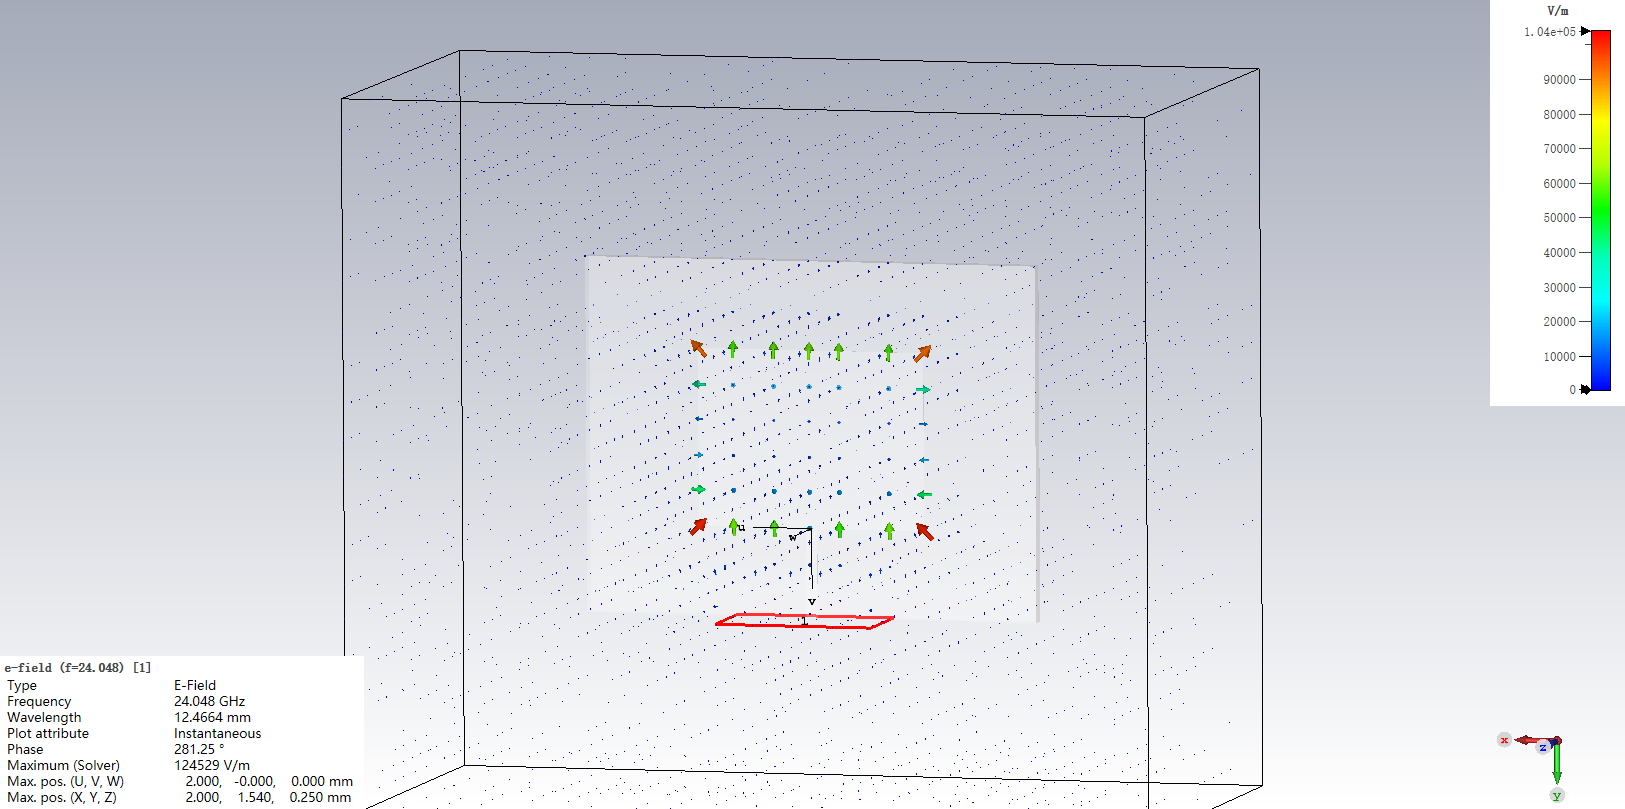 V/m
1.04e+05
90000
80000
70000
60000
50000
40000
30000
20000
10000
0
u
w
v
1
e-field (f=24.048) [1]
Type E-Field
Frequency 24.048 GHz
Wavelength 12.4664 mm
Plot attribute Instantaneous
Phase 281.25 °
Maximum (Solver) 124529 V/m
Max. pos. (U, V, W) 2.000, -0.000, 0.000 mm
Max. pos. (X, Y, Z) 2.000, 1.540, 0.250 mm
x
z
y